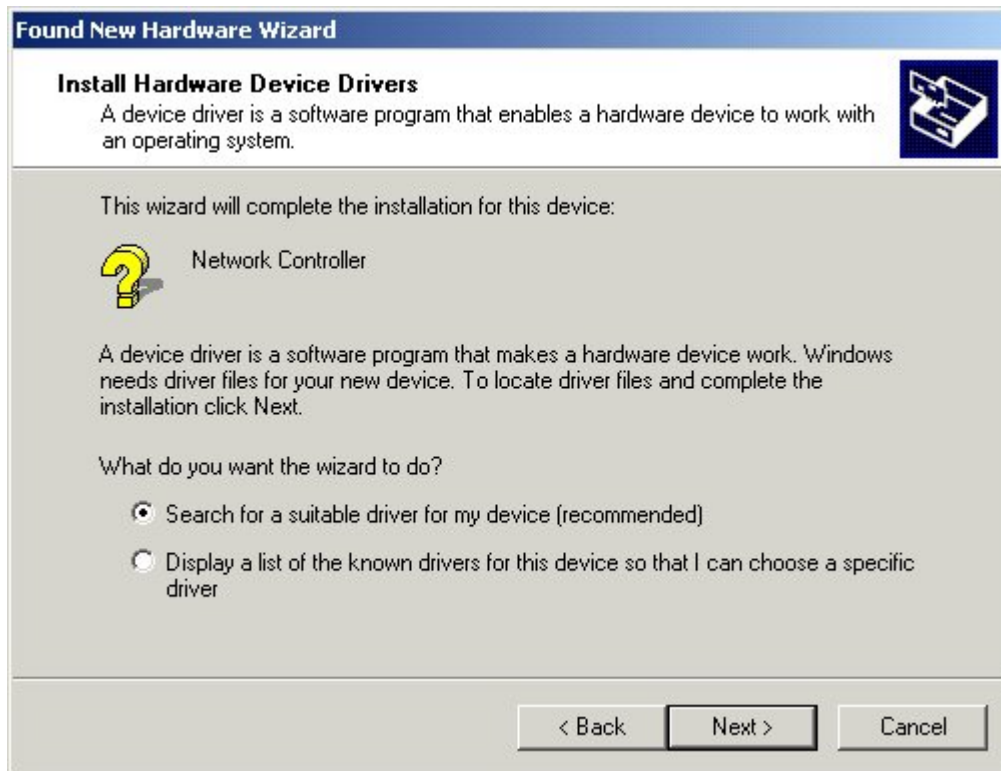 Found New Hardware Wizard
Install Hardware Device Drivers
A device driver is a software program that enables a hardware device to work with
an operating system.
This wizard will complete the installation for this device:
Network Controller
A device driver is a software program that makes a hardware device work. Windows
needs driver files for your new device. To locate driver files and complete the
installation click Next.
What do you want the wizard to do?
Search for a suitable driver for my device (recommended)
Display a list of the known drivers for this device so that I can choose a specific
driver
< Back
Next >
Cancel